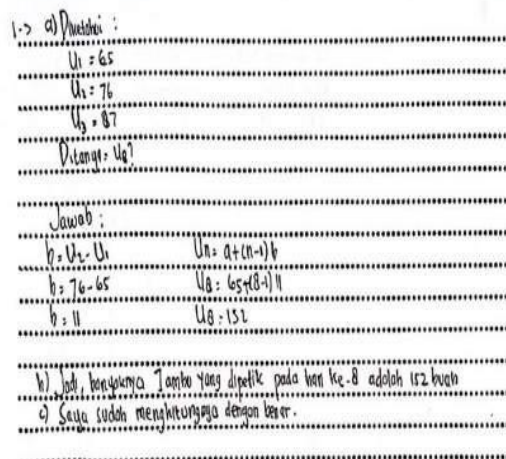 1.> a) Diketahui :
U1 = 65
U2 = 76
U3 = 87
Ditanya = U8?
Jawab :
b = U2 - U1 Un = a+(n-1)b
b = 76-65 U8 = 65+(8-1)11
b = 11 U8 = 152
b) Jadi, banyaknya Jambu yang dipetik pada hari ke-8 adalah 152 buah
c) Saya sudah menghitungnya dengan benar.